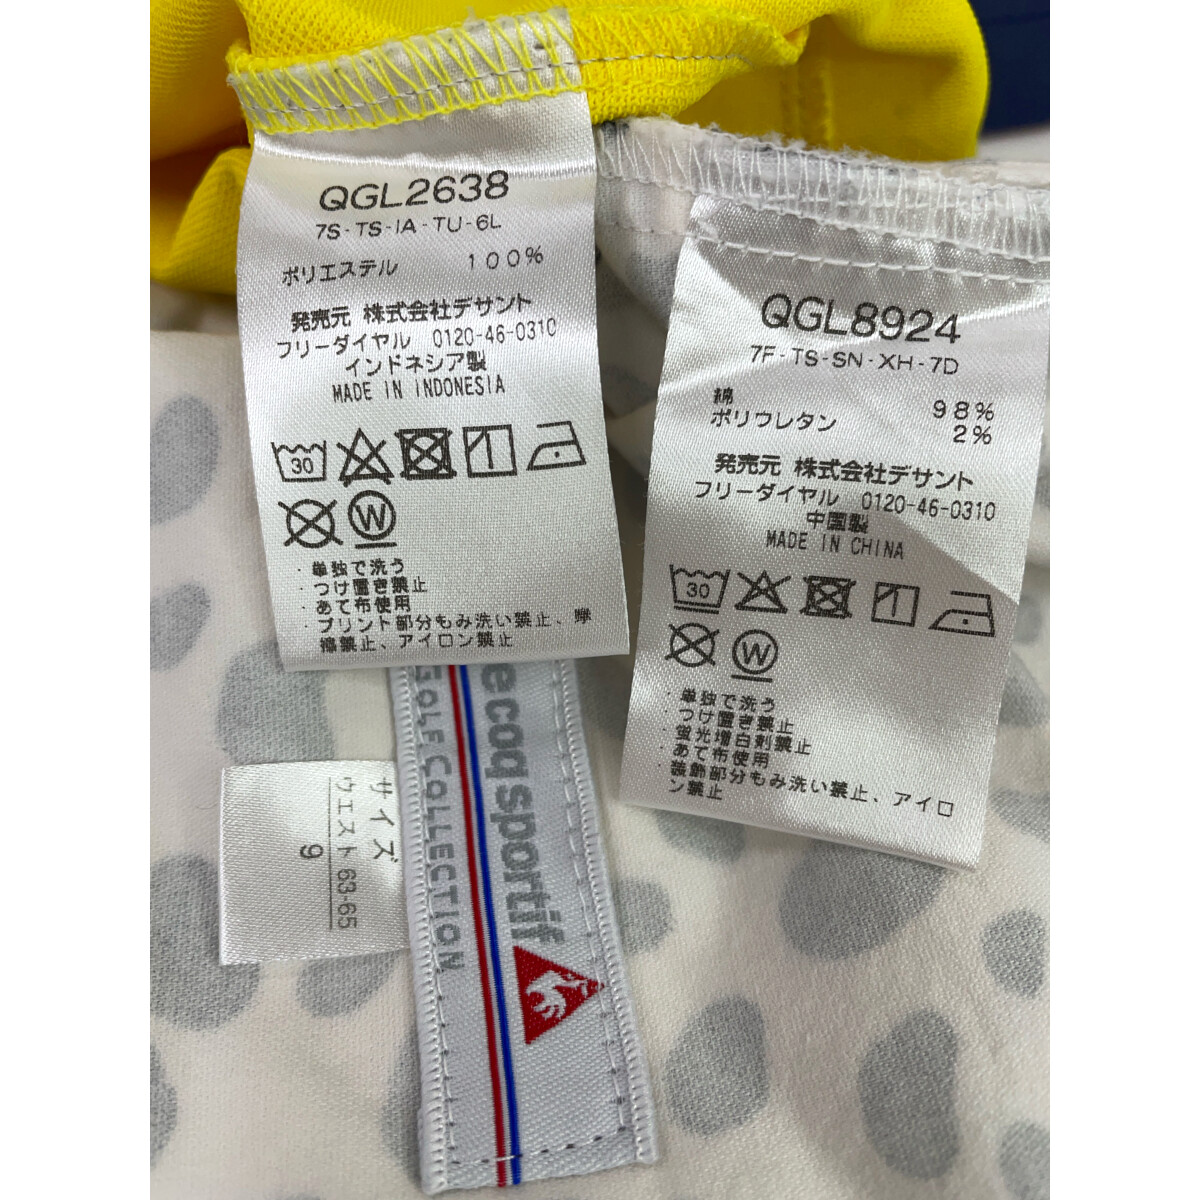 QGL2638
7S-TS-IA-TU-6L
ポリエステル 100%
発売元 株式会社デサント
フリーダイヤル 0120-46-0310
インドネシア製
MADE IN INDONESIA
30
W
・単独で洗う
・つけ置き禁止
・あて布使用
・プリント部分もみ洗い禁止、摩
擦禁止、アイロン禁止
QGL8924
7F-TS-SN-XH-7D
綿 98%
ポリウレタン 2%
発売元 株式会社デサント
フリーダイヤル 0120-46-0310
中国製
MADE IN CHINA
30
W
・単独で洗う
・つけ置き禁止
・蛍光増白剤禁止
・あて布使用
・装飾部分もみ洗い禁止、アイロ
ン禁止
ecoqsportif
GOLF COLLECTION
サイズ
ウエスト 63-65
9